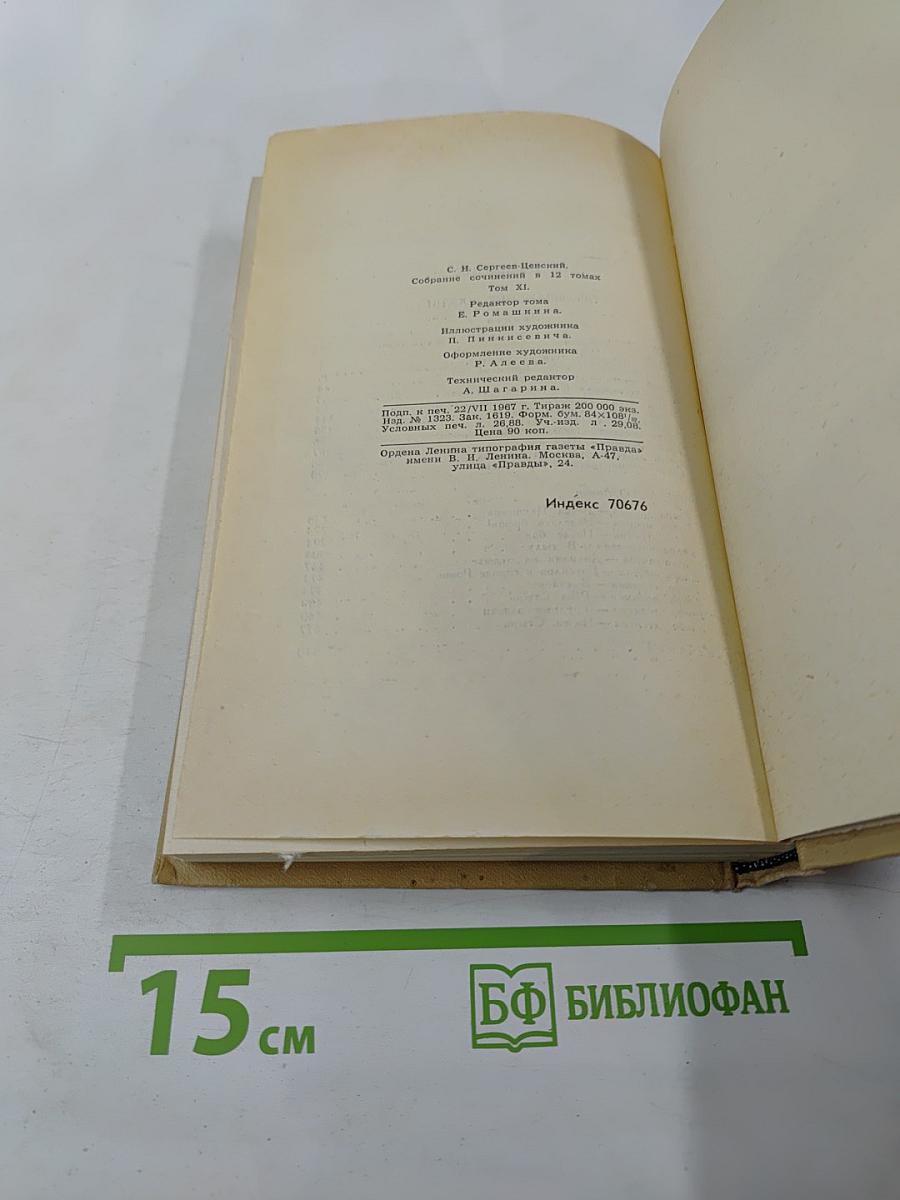 С. Н. Сергеев-Ценский.
Собрание сочинений в 12 томах
Том XI.
Редактор тома
Е. Ромашкина.
Иллюстрации художника
П. Пинкисевича.
Оформление художника
Р. Алеева.
Технический редактор
А. Шагарина.
Подп. к печ. 22/VII 1967 г. Тираж 200 000 экз.
Изд. № 1323. Зак. 1619. Форм. бум. 84×108¹/₃₂.
Условных печ. л. 26,88. Уч.-изд. л. 29,08.
Цена 90 коп.
Ордена Ленина типография газеты «Правда»
имени В. И. Ленина. Москва, А-47,
улица «Правды», 24.
Индекс 70676
15 см
БФ БИБЛИОФАН